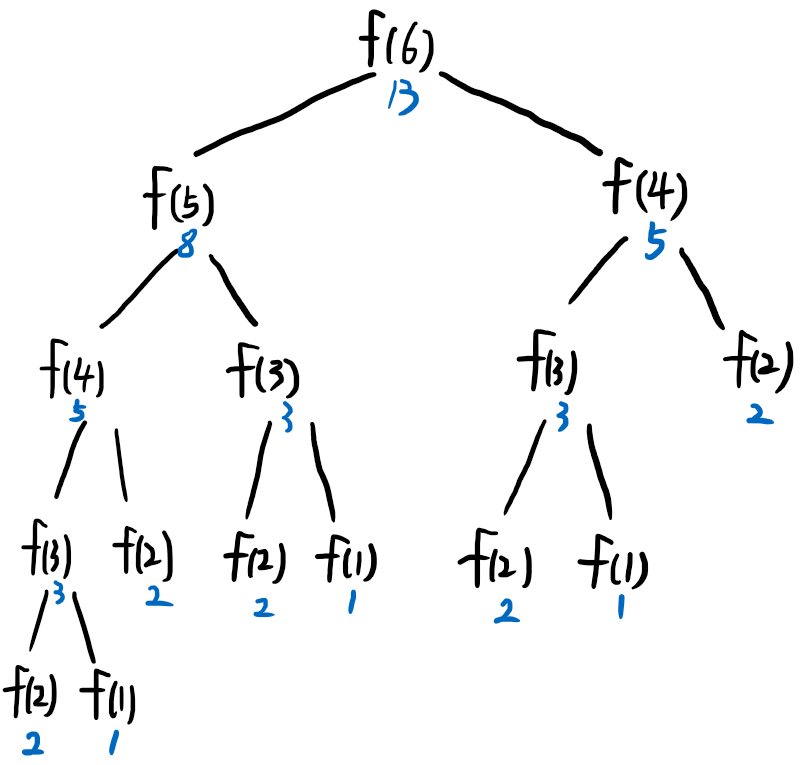 f(6)
13
f(5) f(4)
8 5
f(4) f(3) f(3) f(2)
5 3 3 2
f(3) f(2) f(2) f(1) f(2) f(1)
3 2 2 1 2 1
f(2) f(1)
2 1